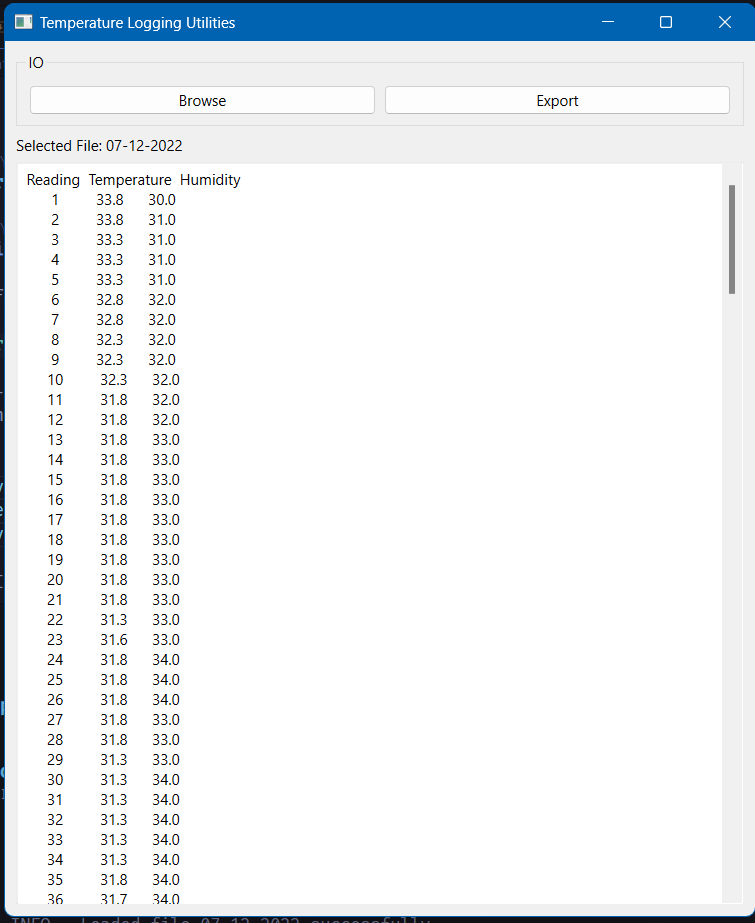 Temperature Logging Utilities
IO
Browse Export
Selected File: 07-12-2022
Reading Temperature Humidity
1 33.8 30.0
2 33.8 31.0
3 33.3 31.0
4 33.3 31.0
5 33.3 31.0
6 32.8 32.0
7 32.8 32.0
8 32.3 32.0
9 32.3 32.0
10 32.3 32.0
11 31.8 32.0
12 31.8 32.0
13 31.8 33.0
14 31.8 33.0
15 31.8 33.0
16 31.8 33.0
17 31.8 33.0
18 31.8 33.0
19 31.8 33.0
20 31.8 33.0
21 31.8 33.0
22 31.3 33.0
23 31.6 33.0
24 31.8 34.0
25 31.8 34.0
26 31.8 34.0
27 31.8 33.0
28 31.8 33.0
29 31.3 33.0
30 31.3 34.0
31 31.3 34.0
32 31.3 34.0
33 31.3 34.0
34 31.3 34.0
35 31.8 34.0
36 31.7 34.0